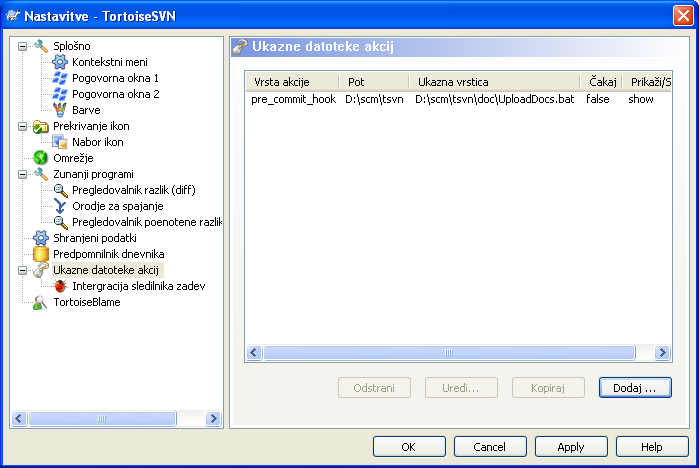 Nastavitve - TortoiseSVN
Splošno
Kontekstni meni
Pogovorna okna 1
Pogovorna okna 2
Barve
Prekrivanje ikon
Nabor ikon
Omrežje
Zunanji programi
Pregledovalnik razlik (diff)
Orodje za spajanje
Pregledovalnik poenotene razlik
Shranjeni podatki
Predpomnilnik dnevnika
Ukazne datoteke akcij
Intergracija sledilnika zadev
TortoiseBlame
Ukazne datoteke akcij
Vrsta akcije Pot Ukazna vrstica Čakaj Prikaži/S
pre_commit_hook D:\scm\tsvn D:\scm\tsvn\doc\UploadDocs.bat false show
Odstrani Uredi... Kopiraj Dodaj ...
OK Cancel Apply Help